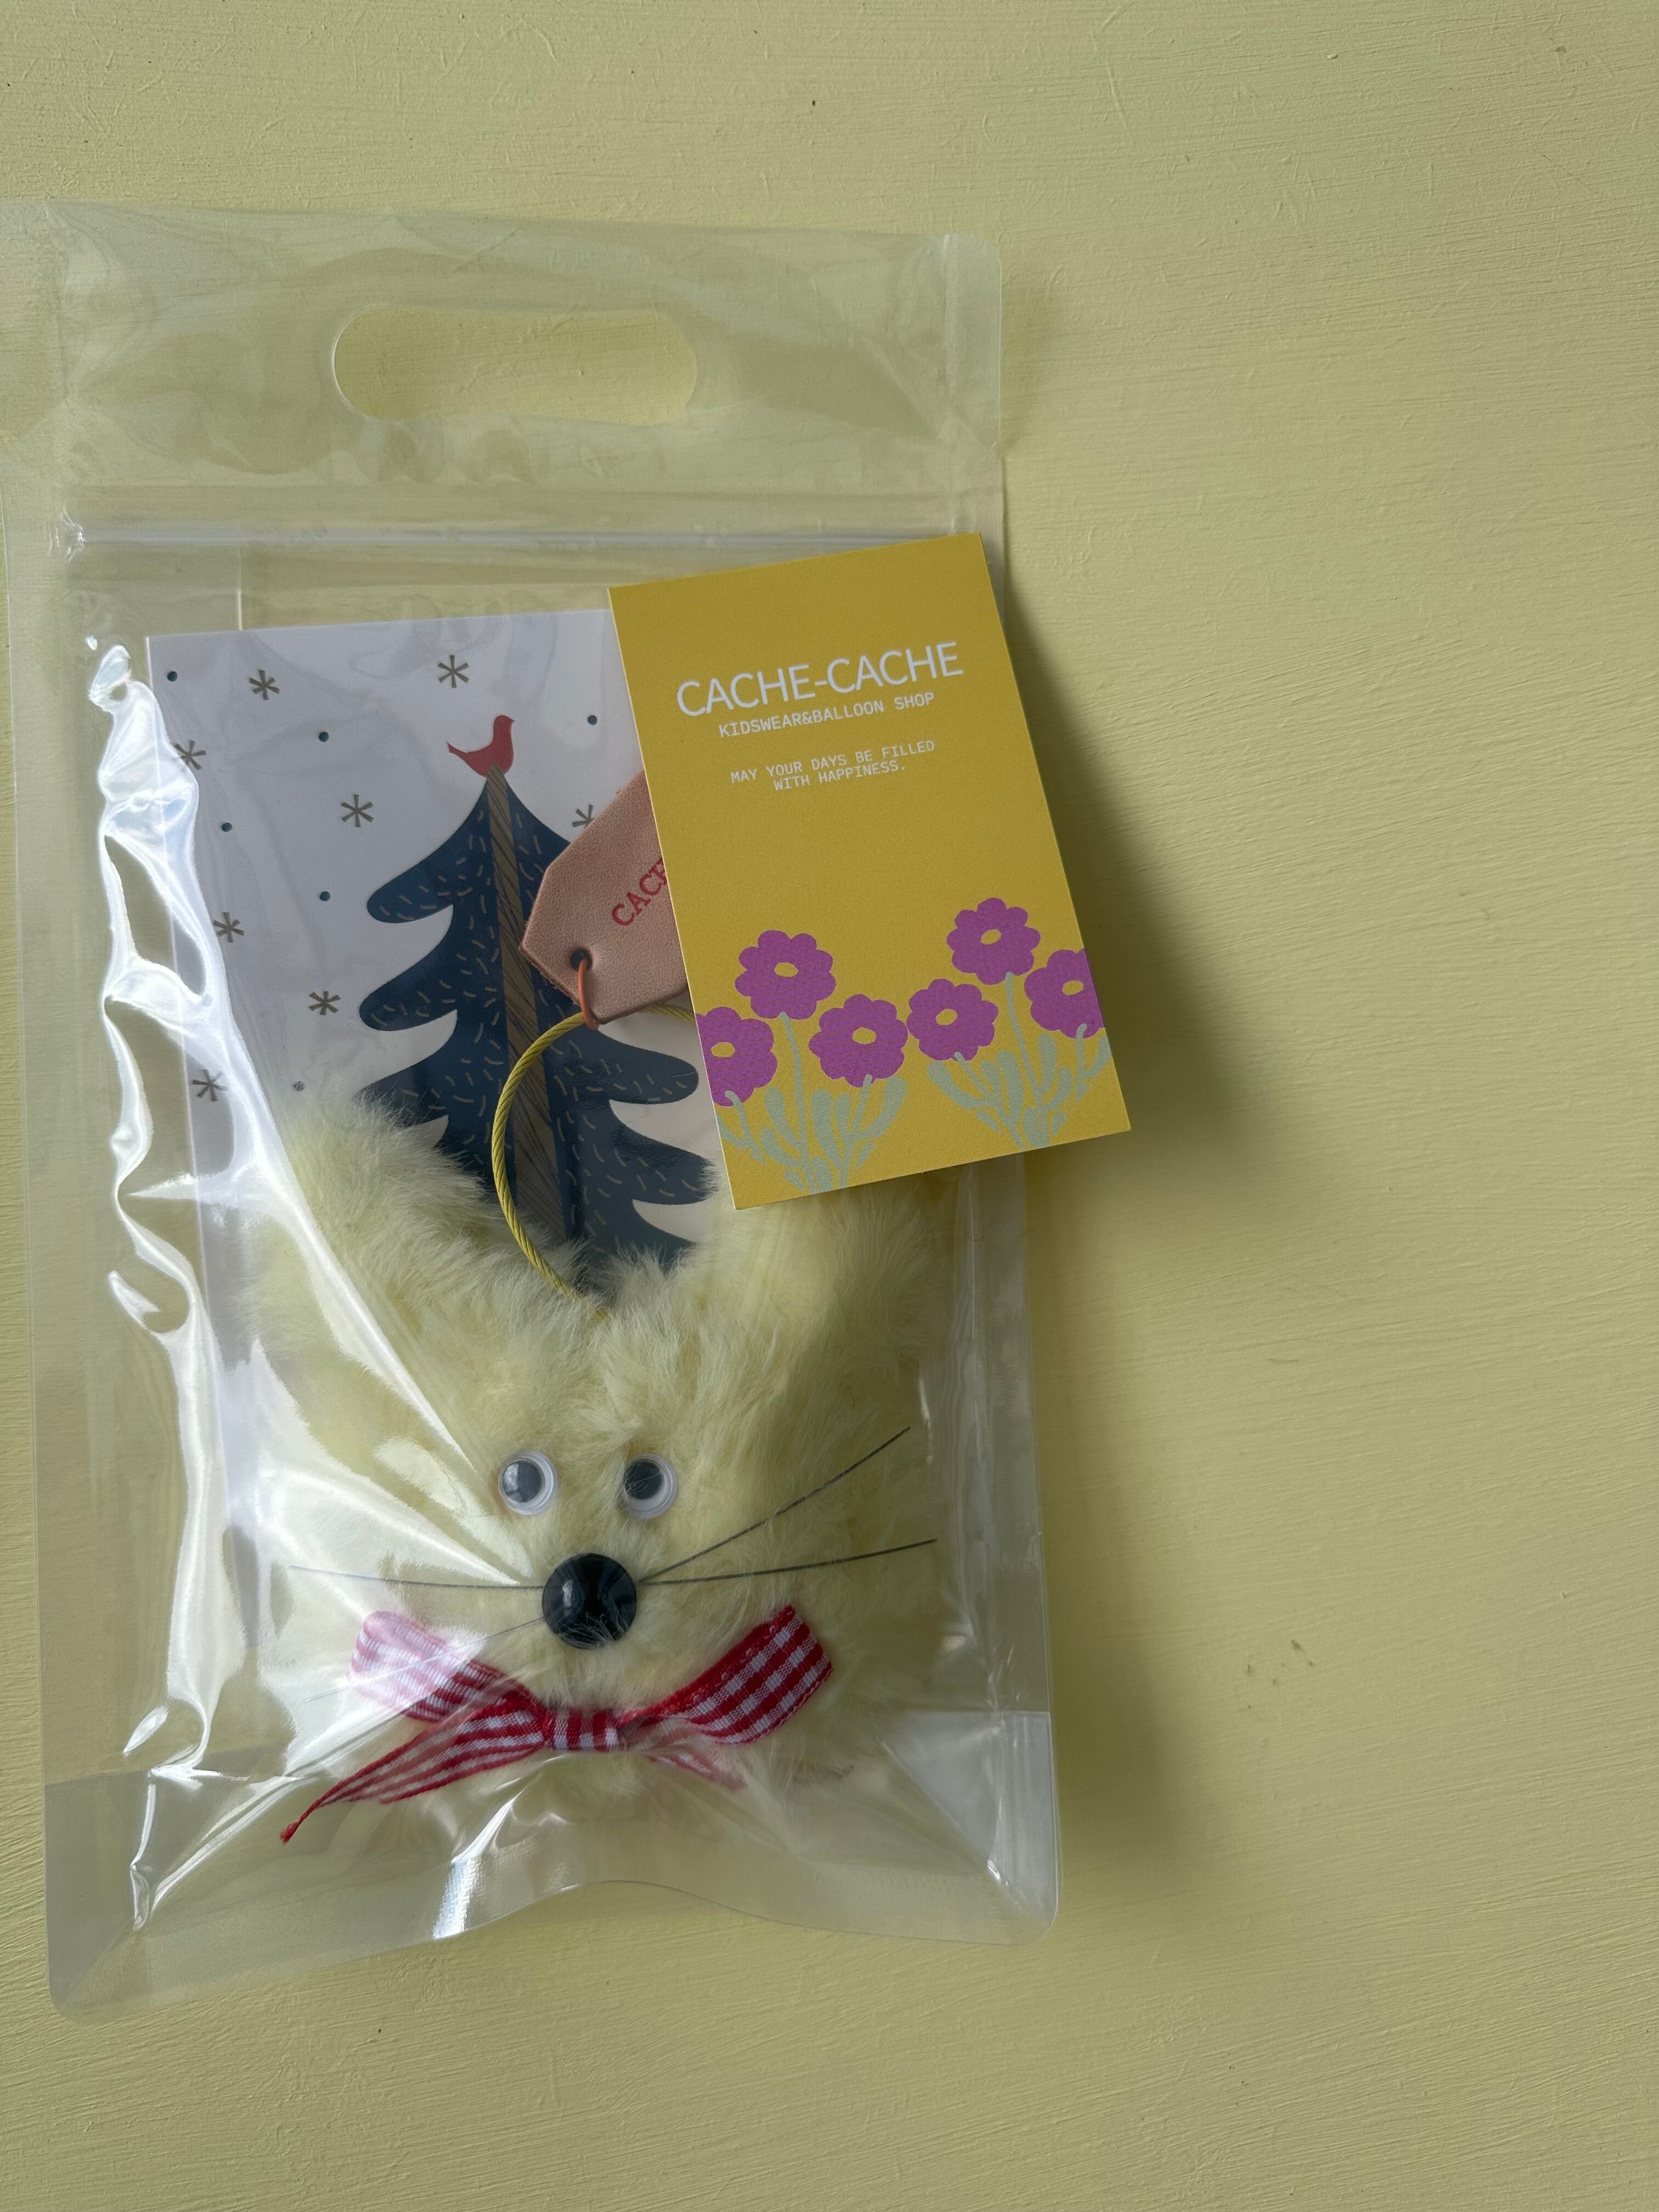 CACHE-CACHE
KIDSWEAR&BALLOON SHOP
MAY YOUR DAYS BE FILLED
WITH HAPPINESS.